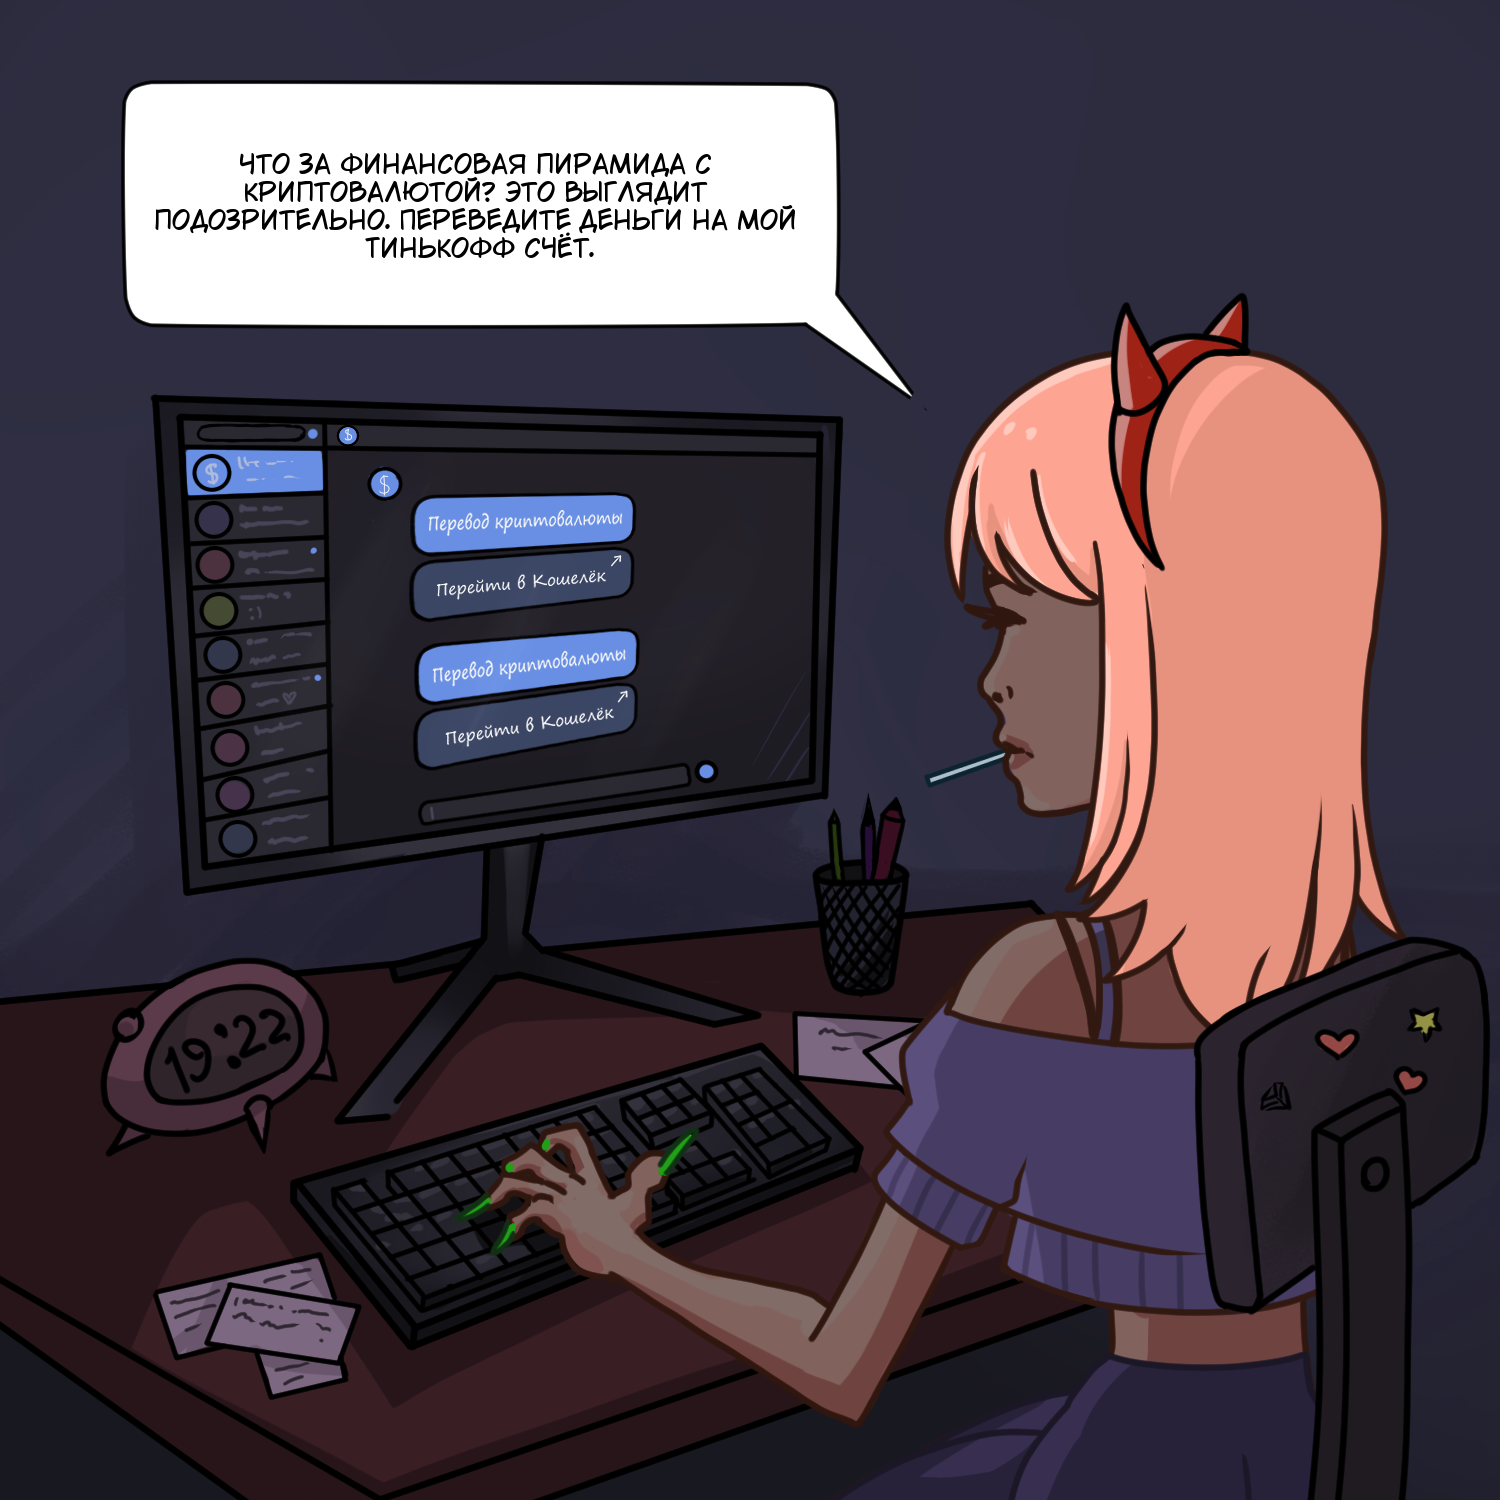 ЧТО ЗА ФИНАНСОВАЯ ПИРАМИДА С
КРИПТОВАЛЮТОЙ? ЭТО ВЫГЛЯДИТ
ПОДОЗРИТЕЛЬНО. ПЕРЕВЕДИТЕ ДЕНЬГИ НА МОЙ
ТИНЬКОФФ СЧЁТ.
$
$
$
Перевод криптовалюты
Перейти в Кошелёк
:)
Перевод криптовалюты
Перейти в Кошелёк
19:22